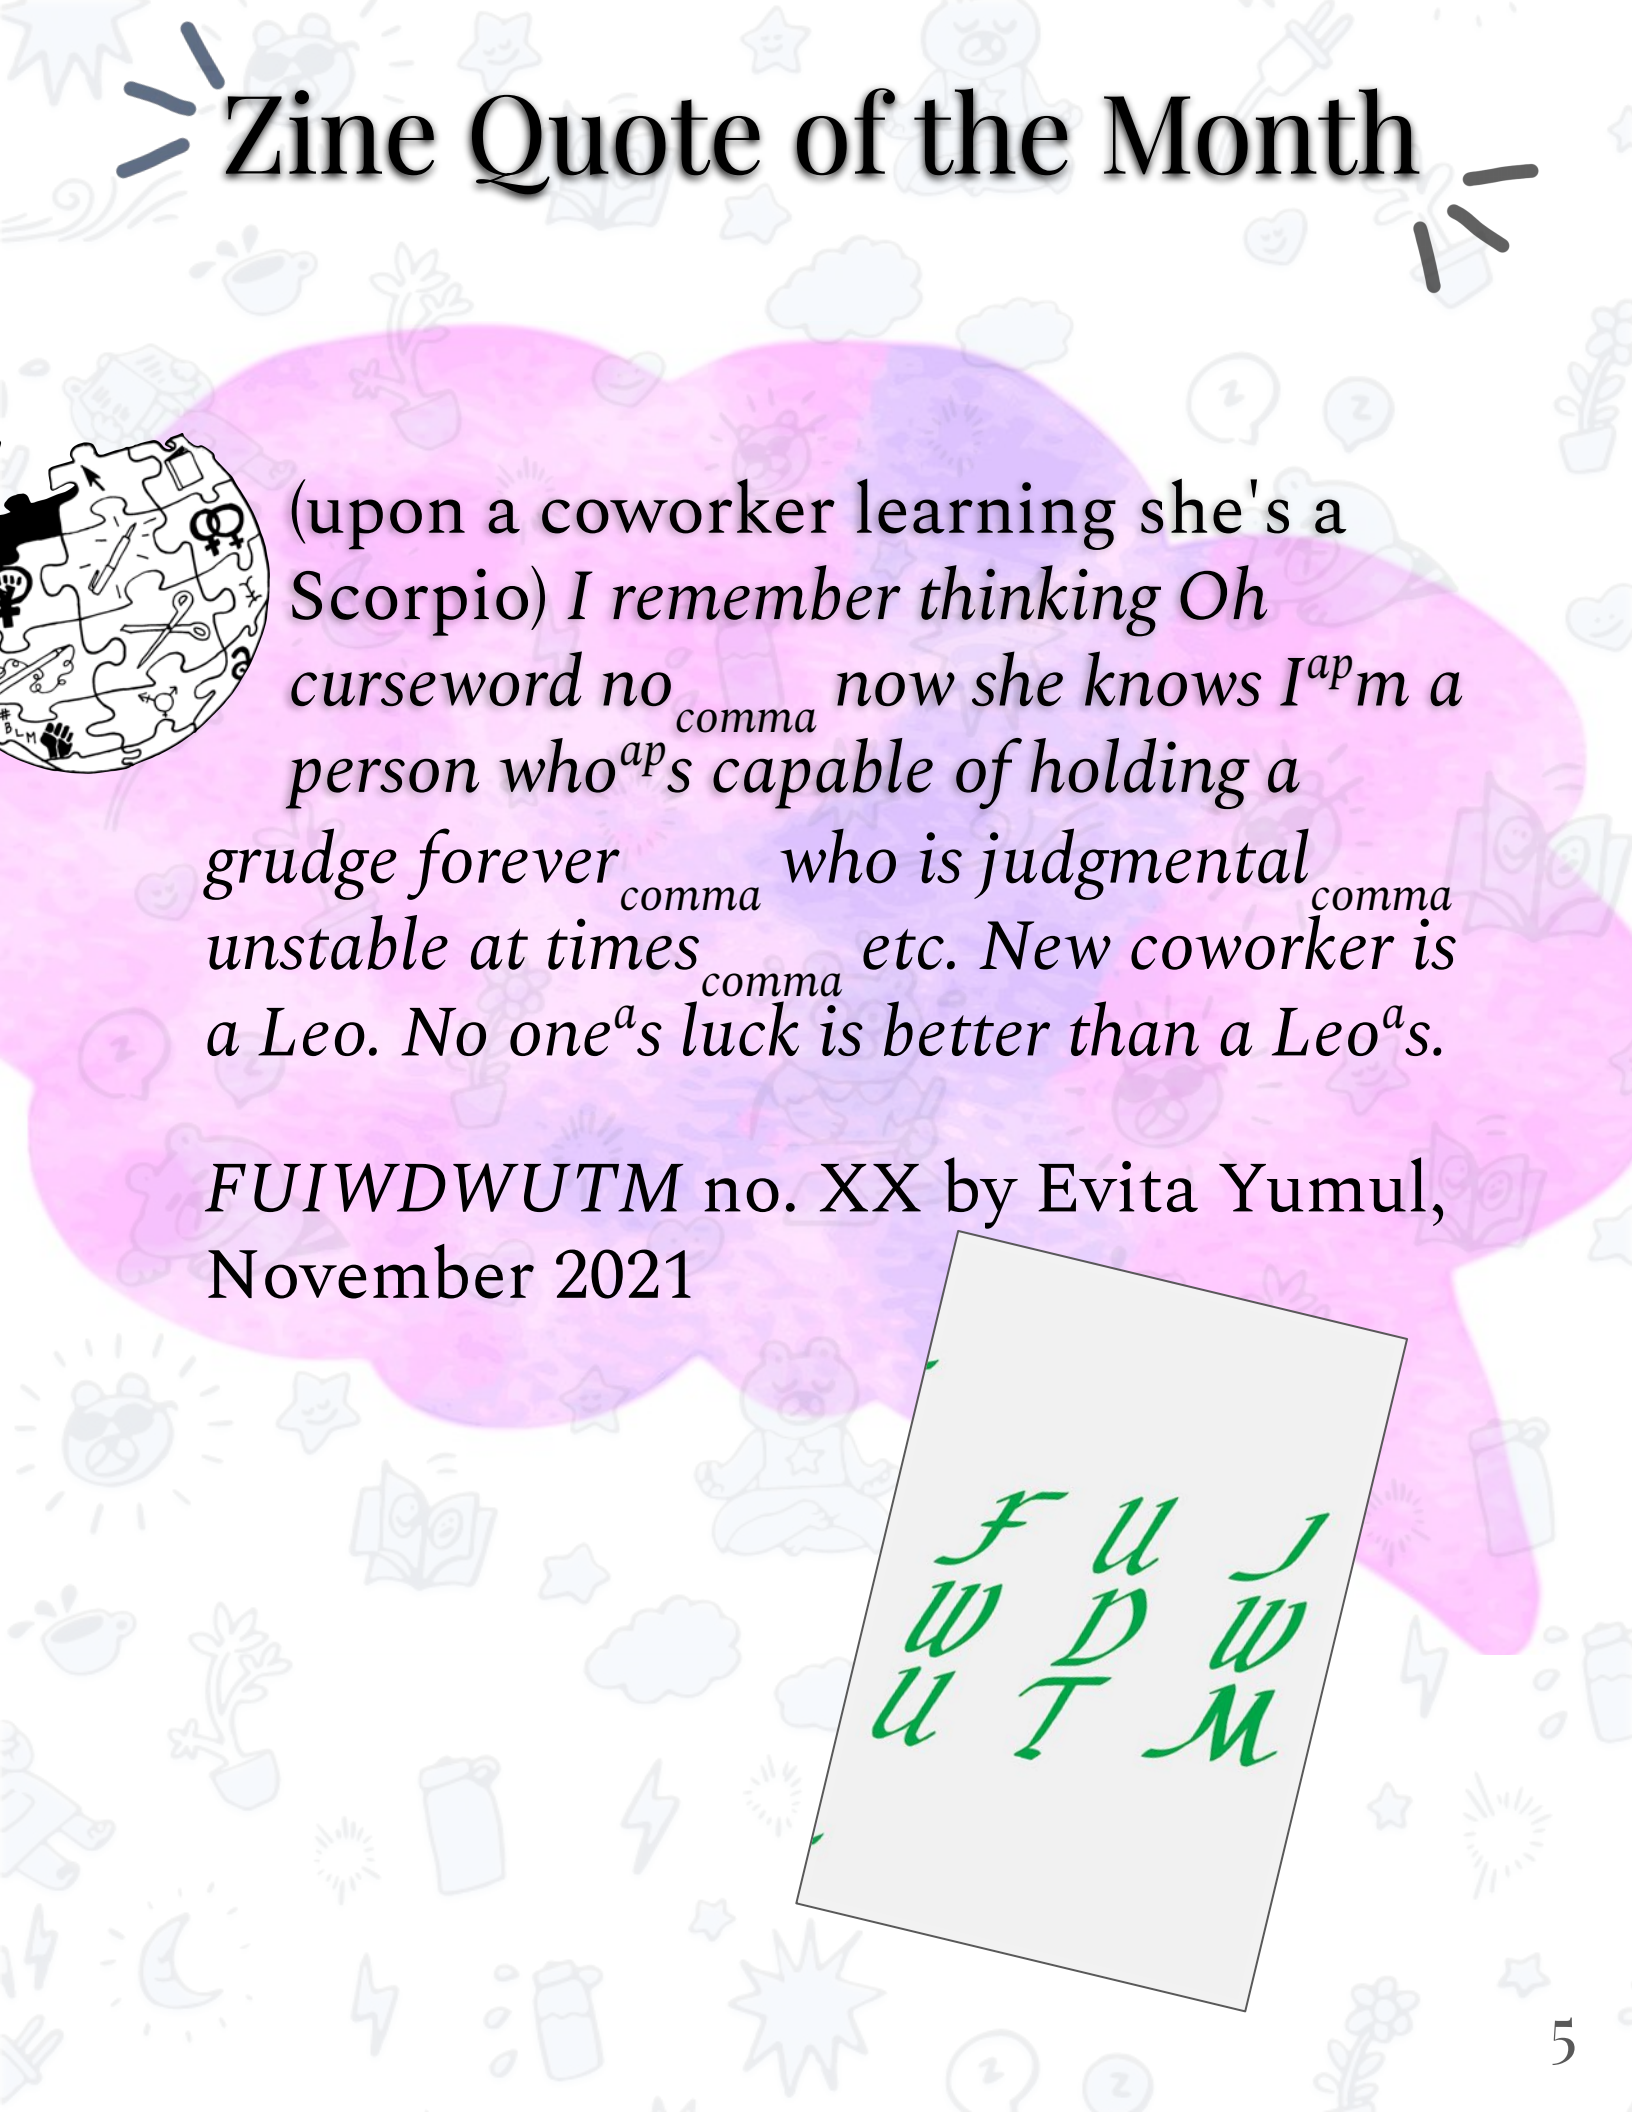 Zine Quote of the Month
(upon a coworker learning she's a
Scorpio) I remember thinking Oh
curseword no comma now she knows I ap m a
person who ap s capable of holding a
grudge forever comma who is judgmental comma
unstable at times comma etc. New coworker is
a Leo. No one a s luck is better than a Leo a s.
FUIWDWUTM no. XX by Evita Yumul,
November 2021
F U I
W D W
U T M
# B L M
5